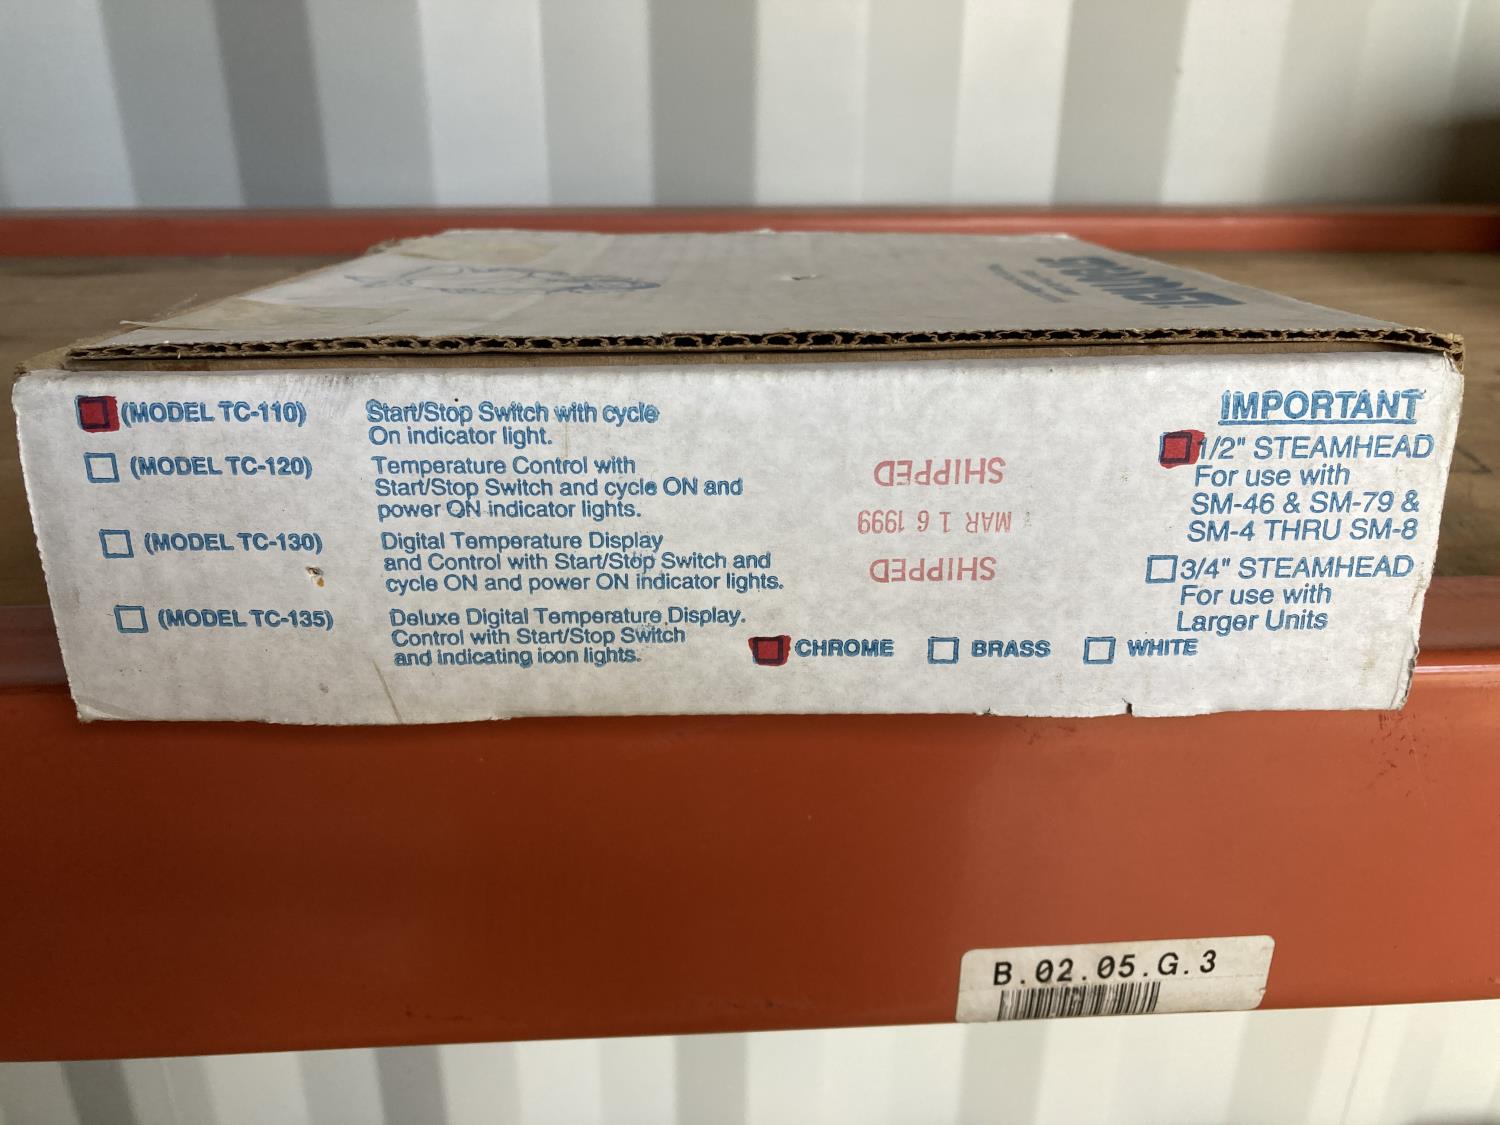 Steamist
(MODEL TC-110)
Start/Stop Switch with cycle
On indicator light.
(MODEL TC-120)
Temperature Control with
Start/Stop Switch and cycle ON and
power ON indicator lights.
(MODEL TC-130)
Digital Temperature Display
and Control with Start/Stop Switch and
cycle ON and power ON indicator lights.
(MODEL TC-135)
Deluxe Digital Temperature Display.
Control with Start/Stop Switch
and indicating icon lights.
SHIPPED
MAR 16 1999
SHIPPED
CHROME
BRASS
WHITE
IMPORTANT
1/2" STEAMHEAD
For use with
SM-46 & SM-79 &
SM-4 THRU SM-8
3/4" STEAMHEAD
For use with
Larger Units
B.02.05.G.3